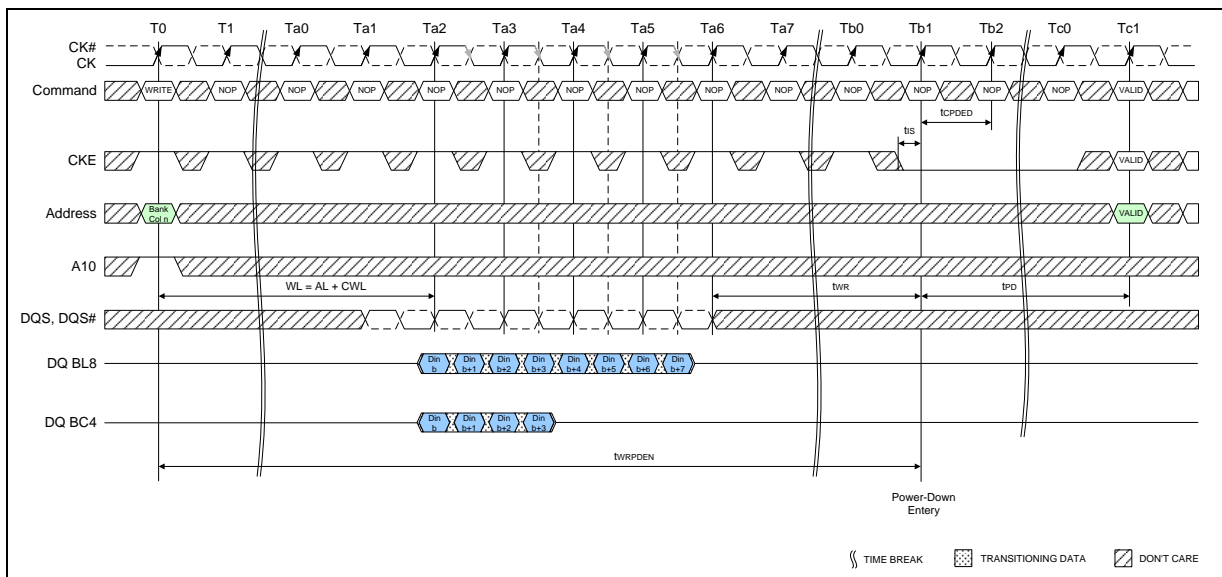 T0 T1 Ta0 Ta1 Ta2 Ta3 Ta4 Ta5 Ta6 Ta7 Tb0 Tb1 Tb2 Tc0 Tc1
CK#
CK
Command WRITE NOP NOP NOP NOP NOP NOP NOP NOP NOP NOP NOP NOP NOP VALID
tCPDED
tIS
CKE VALID
Address Bank Col n VALID
A10
WL = AL + CWL tWR tPD
DQS, DQS#
DQ BL8 Din b Din b+1 Din b+2 Din b+3 Din b+4 Din b+5 Din b+6 Din b+7
DQ BC4 Din b Din b+1 Din b+2 Din b+3
tWRPDEN
Power-Down
Entery
TIME BREAK TRANSITIONING DATA DON'T CARE